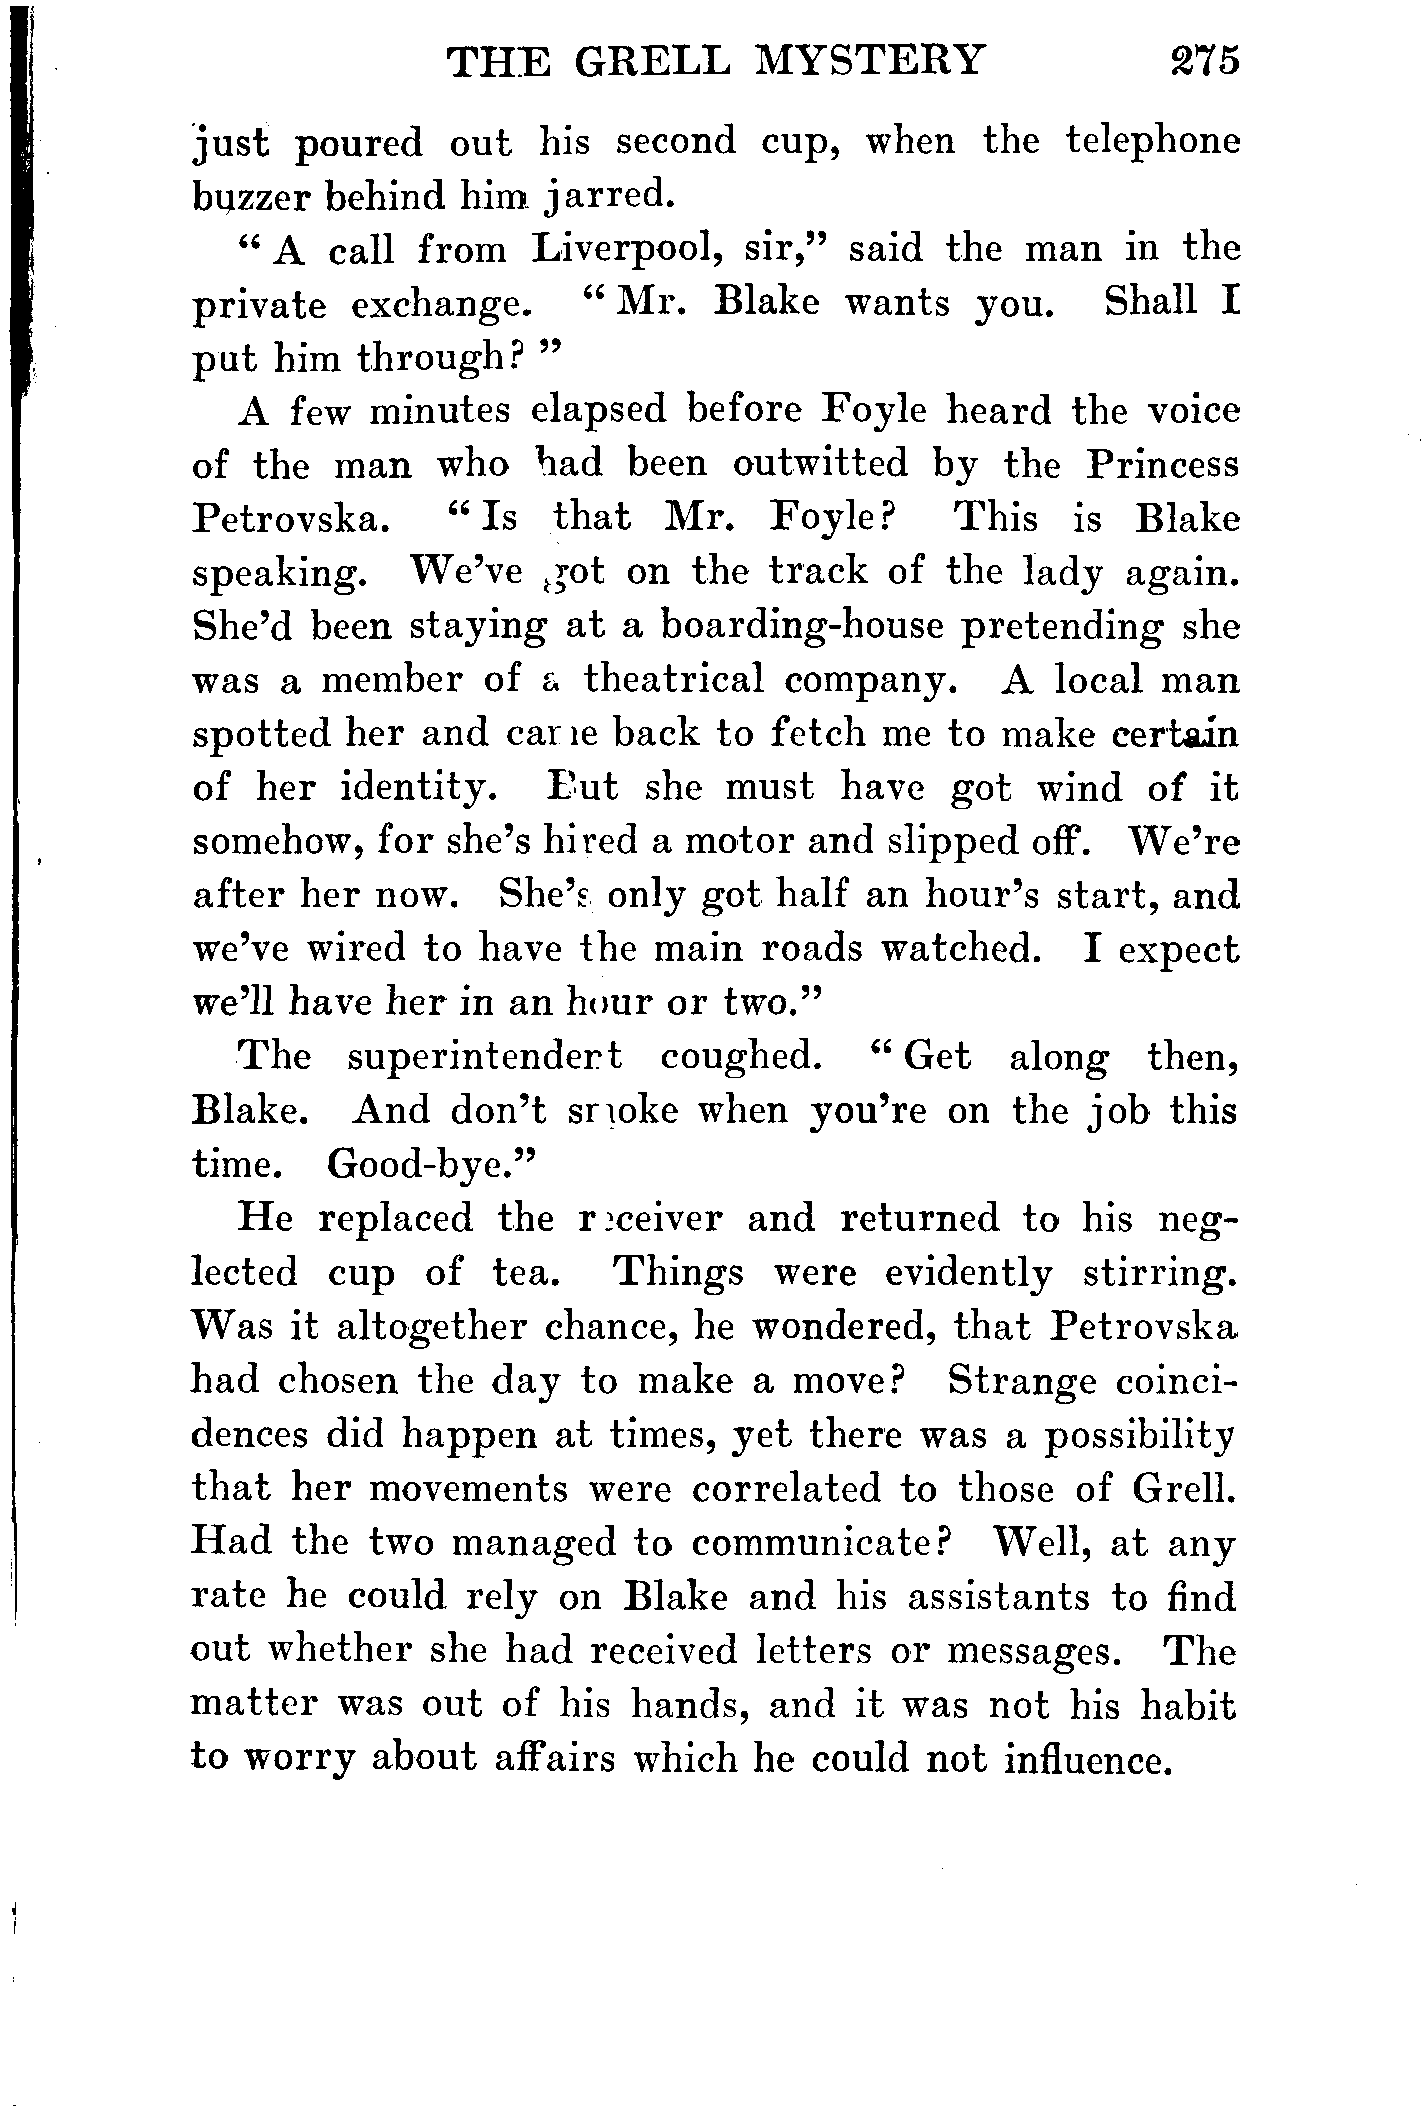 THE GRELL MYSTERY 275
just poured out his second cup, when the telephone
buzzer behind him jarred.
“ A call from Liverpool, sir,” said the man in the
private exchange. “ Mr. Blake wants you. Shall I
put him through? ”
A few minutes elapsed before Foyle heard the voice
of the man who had been outwitted by the Princess
Petrovska. “ Is that Mr. Foyle? This is Blake
speaking. We’ve got on the track of the lady again.
She’d been staying at a boarding-house pretending she
was a member of a theatrical company. A local man
spotted her and came back to fetch me to make certain
of her identity. But she must have got wind of it
somehow, for she’s hired a motor and slipped off. We’re
after her now. She’s only got half an hour’s start, and
we’ve wired to have the main roads watched. I expect
we’ll have her in an hour or two.”
The superintendent coughed. “ Get along then,
Blake. And don’t smoke when you’re on the job this
time. Good-bye.”
He replaced the receiver and returned to his neg-
lected cup of tea. Things were evidently stirring.
Was it altogether chance, he wondered, that Petrovska
had chosen the day to make a move? Strange coinci-
dences did happen at times, yet there was a possibility
that her movements were correlated to those of Grell.
Had the two managed to communicate? Well, at any
rate he could rely on Blake and his assistants to find
out whether she had received letters or messages. The
matter was out of his hands, and it was not his habit
to worry about affairs which he could not influence.